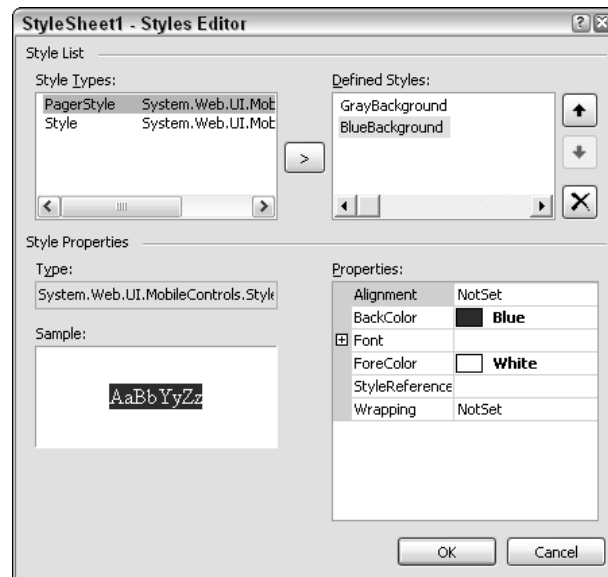 StyleSheet1 - Styles Editor
Style List
Style Types:
PagerStyle System.Web.UI.Mob
Style System.Web.UI.Mob
>
Defined Styles:
GrayBackground
BlueBackground
Style Properties
Type:
System.Web.UI.MobileControls.Style
Sample:
AaBbYyZz
Properties:
Alignment NotSet
BackColor Blue
Font
ForeColor White
StyleReference
Wrapping NotSet
OK Cancel